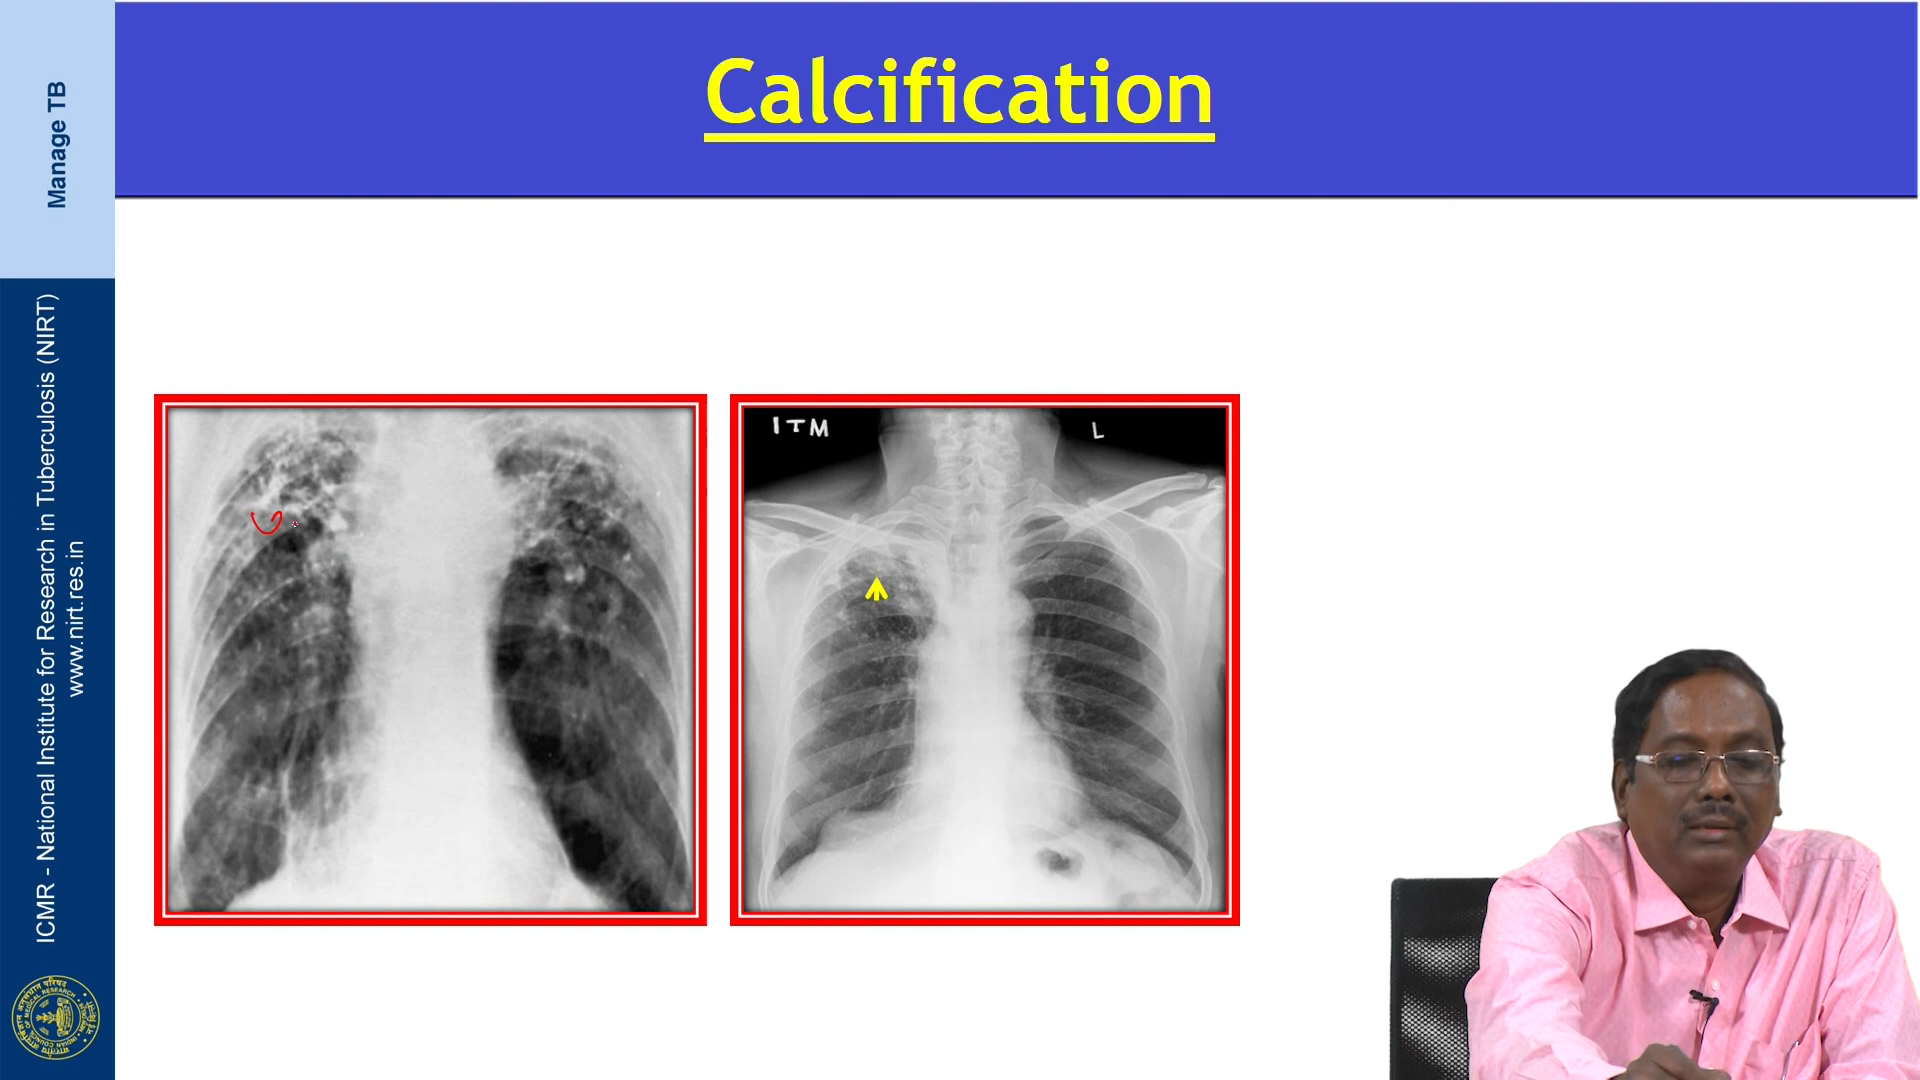 Calcification
Manage TB
ICMR - National Institute for Research in Tuberculosis (NIRT)
www.nirt.res.in
ITM
L